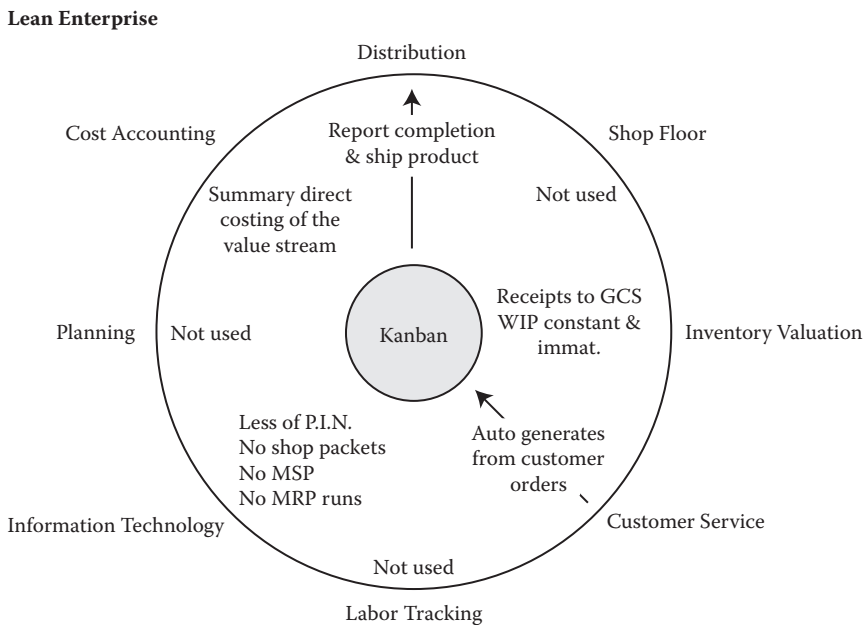 Lean Enterprise
Distribution
Cost Accounting
Report completion
& ship product
Shop Floor
Summary direct
costing of the
value stream
Not used
Planning
Not used
Kanban
Receipts to GCS
WIP constant &
immat.
Inventory Valuation
Less of P.I.N.
No shop packets
No MSP
No MRP runs
Auto generates
from customer
orders
Information Technology
Customer Service
Not used
Labor Tracking